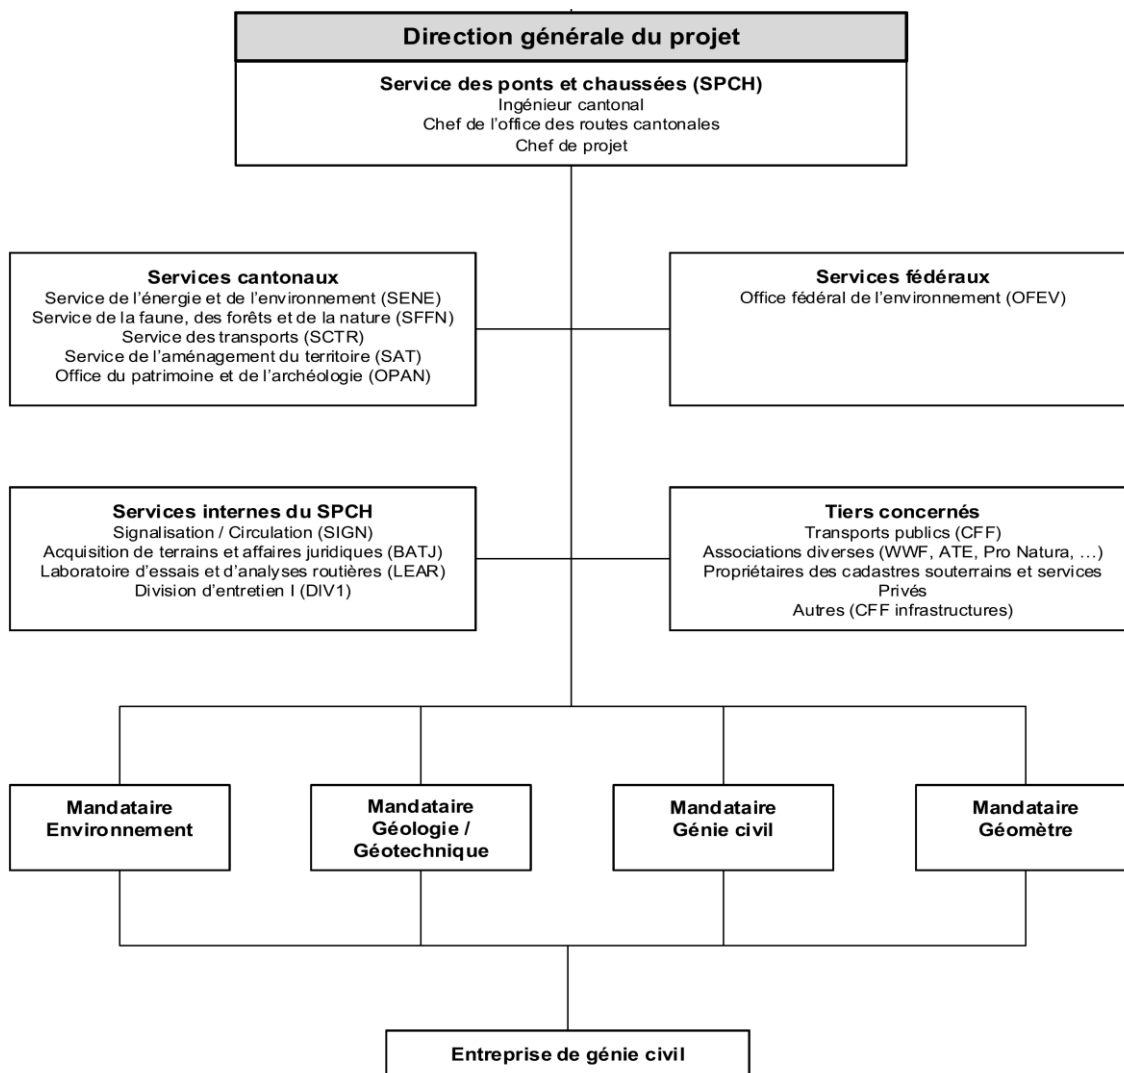 Direction générale du projet
Service des ponts et chaussées (SPCH)
Ingénieur cantonal
Chef de l'office des routes cantonales
Chef de projet
Services cantonaux
Service de l'énergie et de l'environnement (SENE)
Service de la faune, des forêts et de la nature (SFFN)
Service des transports (SCTR)
Service de l'aménagement du territoire (SAT)
Office du patrimoine et de l'archéologie (OPAN)
Services fédéraux
Office fédéral de l'environnement (OFEV)
Services internes du SPCH
Signalisation / Circulation (SIGN)
Acquisition de terrains et affaires juridiques (BATJ)
Laboratoire d'essais et d'analyses routières (LEAR)
Division d'entretien I (DIV1)
Tiers concernés
Transports publics (CFF)
Associations diverses (WWF, ATE, Pro Natura, …)
Propriétaires des cadastres souterrains et services
Privés
Autres (CFF infrastructures)
Mandataire
Environnement
Mandataire
Géologie /
Géotechnique
Mandataire
Génie civil
Mandataire
Géomètre
Entreprise de génie civil